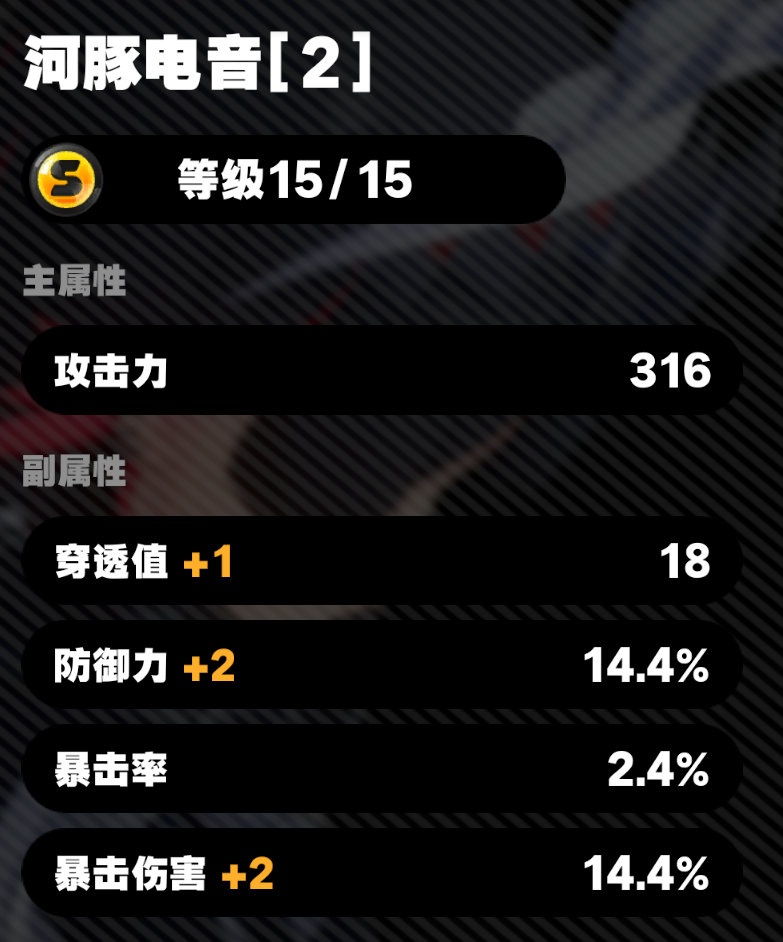 河豚电音[2]
S 等级15/15
主属性
攻击力 316
副属性
穿透值 +1 18
防御力 +2 14.4%
暴击率 2.4%
暴击伤害 +2 14.4%